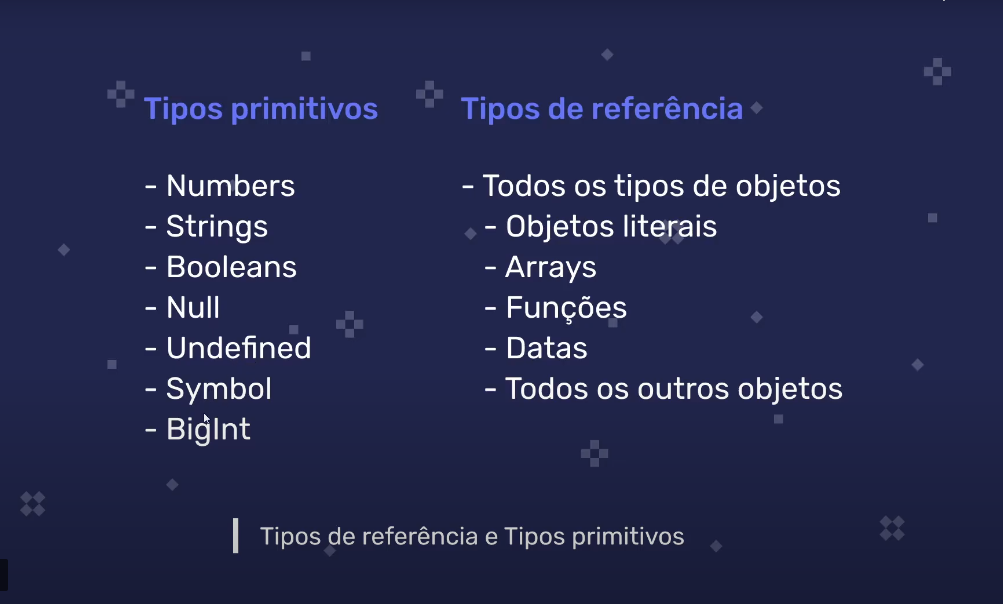 Tipos primitivos
- Numbers
- Strings
- Booleans
- Null
- Undefined
- Symbol
- BigInt
Tipos de referência
- Todos os tipos de objetos
- Objetos literais
- Arrays
- Funções
- Datas
- Todos os outros objetos
Tipos de referência e Tipos primitivos